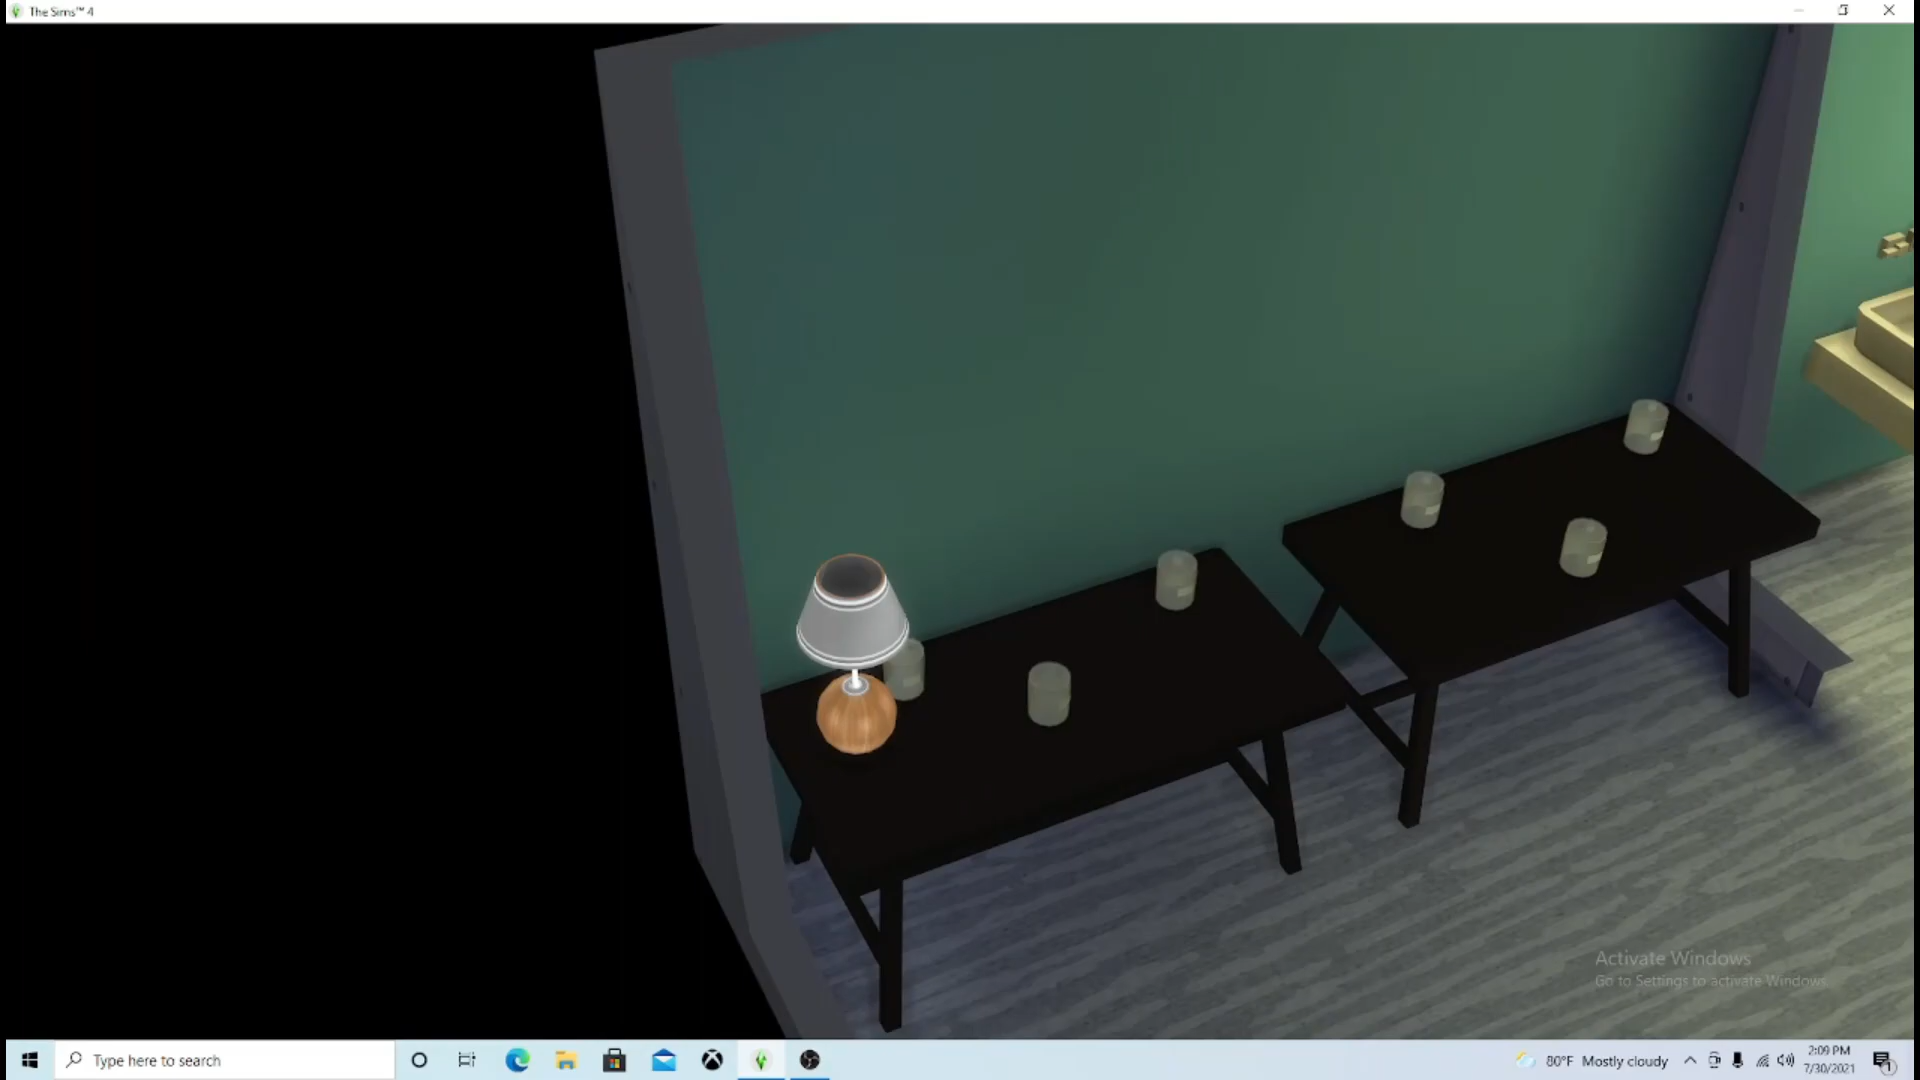 The Sims™ 4
Activate Windows
Go to Settings to activate Windows.
Type here to search
80°F Mostly cloudy
2:09 PM
7/30/2021
1